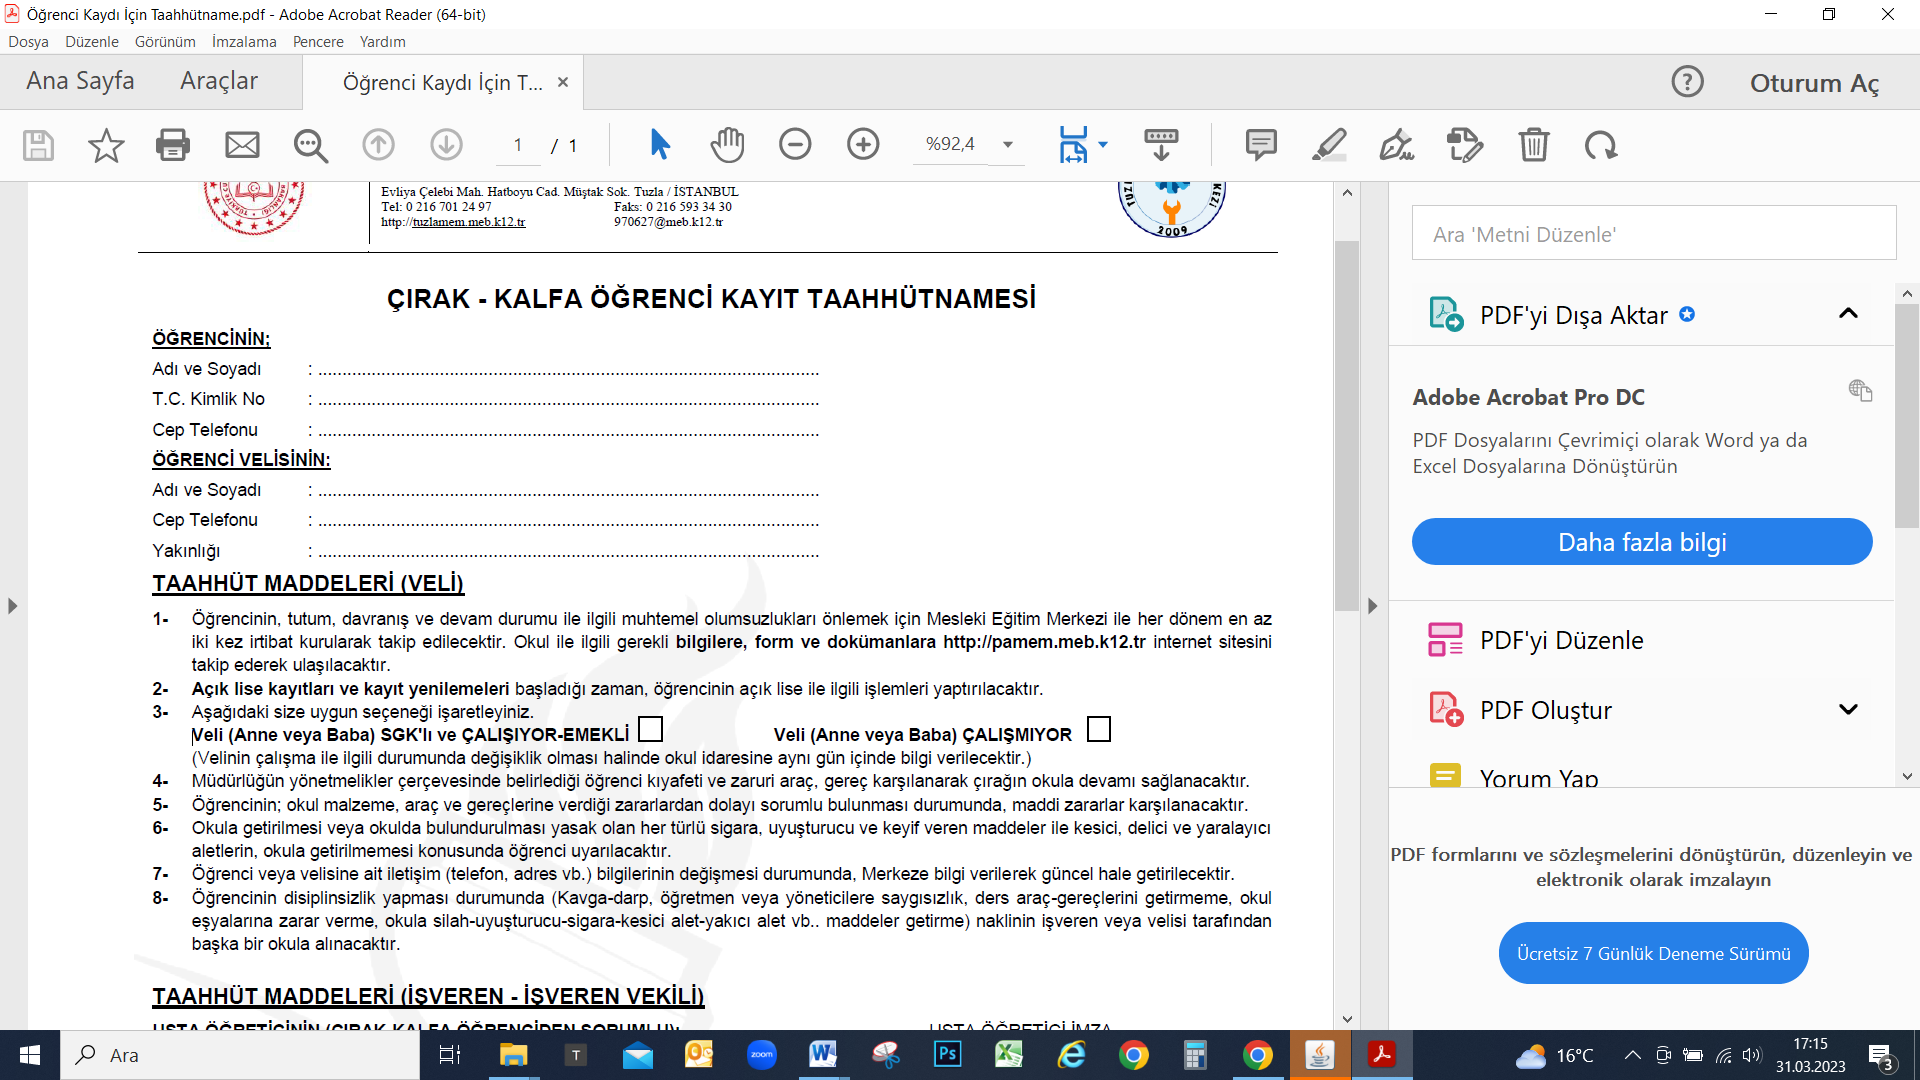 Öğrenci Kaydı İçin Taahhütname.pdf - Adobe Acrobat Reader (64-bit)
Dosya Düzenle Görünüm İmzalama Pencere Yardım
Ana Sayfa Araçlar Öğrenci Kaydı İçin T... × Oturum Aç
1 / 1 %92,4
Evliya Çelebi Mah. Hatboyu Cad. Müştak Sok. Tuzla / İSTANBUL
Tel: 0 216 701 24 97 Faks: 0 216 593 34 30
http://tuzlamem.meb.k12.tr 970627@meb.k12.tr
2009
ÇIRAK - KALFA ÖĞRENCİ KAYIT TAAHHÜTNAMESİ
ÖĞRENCİNİN;
Adı ve Soyadı : ........................................................................................................
T.C. Kimlik No : ........................................................................................................
Cep Telefonu : ........................................................................................................
ÖĞRENCİ VELİSİNİN;
Adı ve Soyadı : ........................................................................................................
Cep Telefonu : ........................................................................................................
Yakınlığı : ........................................................................................................
TAAHHÜT MADDELERİ (VELİ)
1- Öğrencinin, tutum, davranış ve devam durumu ile ilgili muhtemel olumsuzlukları önlemek için Mesleki Eğitim Merkezi ile her dönem en az
iki kez irtibat kurularak takip edilecektir. Okul ile ilgili gerekli bilgilere, form ve dokümanlara http://pamem.meb.k12.tr internet sitesini
takip ederek ulaşılacaktır.
2- Açık lise kayıtları ve kayıt yenilemeleri başladığı zaman, öğrencinin açık lise ile ilgili işlemleri yaptırılacaktır.
3- Aşağıdaki size uygun seçeneği işaretleyiniz.
Veli (Anne veya Baba) SGK'lı ve ÇALIŞIYOR-EMEKLİ Veli (Anne veya Baba) ÇALIŞMIYOR
(Velinin çalışma ile ilgili durumunda değişiklik olması halinde okul idaresine aynı gün içinde bilgi verilecektir.)
4- Müdürlüğün yönetmelikler çerçevesinde belirlediği öğrenci kıyafeti ve zaruri araç, gereç karşılanarak çırağın okula devamı sağlanacaktır.
5- Öğrencinin; okul malzeme, araç ve gereçlerine verdiği zararlardan dolayı sorumlu bulunması durumunda, maddi zararlar karşılanacaktır.
6- Okula getirilmesi veya okulda bulundurulması yasak olan her türlü sigara, uyuşturucu ve keyif veren maddeler ile kesici, delici ve yaralayıcı
aletlerin, okula getirilmemesi konusunda öğrenci uyarılacaktır.
7- Öğrenci veya velisine ait iletişim (telefon, adres vb.) bilgilerinin değişmesi durumunda, Merkeze bilgi verilerek güncel hale getirilecektir.
8- Öğrencinin disiplinsizlik yapması durumunda (Kavga-darp, öğretmen veya yöneticilere saygısızlık, ders araç-gereçlerini getirmeme, okul
eşyalarına zarar verme, okula silah-uyuşturucu-sigara-kesici alet-yakıcı alet vb.. maddeler getirme) naklinin işveren veya velisi tarafından
başka bir okula alınacaktır.
TAAHHÜT MADDELERİ (İŞVEREN - İŞVEREN VEKİLİ)
USTA ÖĞRETİCİNİN (ÇIRAK-KALFA ÖĞRENCİDEN SORUMLU); USTA ÖĞRETİCİ İMZA
Ara 'Metni Düzenle'
PDF'yi Dışa Aktar
Adobe Acrobat Pro DC
PDF Dosyalarını Çevrimiçi olarak Word ya da
Excel Dosyalarına Dönüştürün
Daha fazla bilgi
PDF'yi Düzenle
PDF Oluştur
Yorum Yap
PDF formlarını ve sözleşmelerini dönüştürün, düzenleyin ve
elektronik olarak imzalayın
Ücretsiz 7 Günlük Deneme Sürümü
Ara
T
zoom
Ps
16°C
17:15
31.03.2023
3